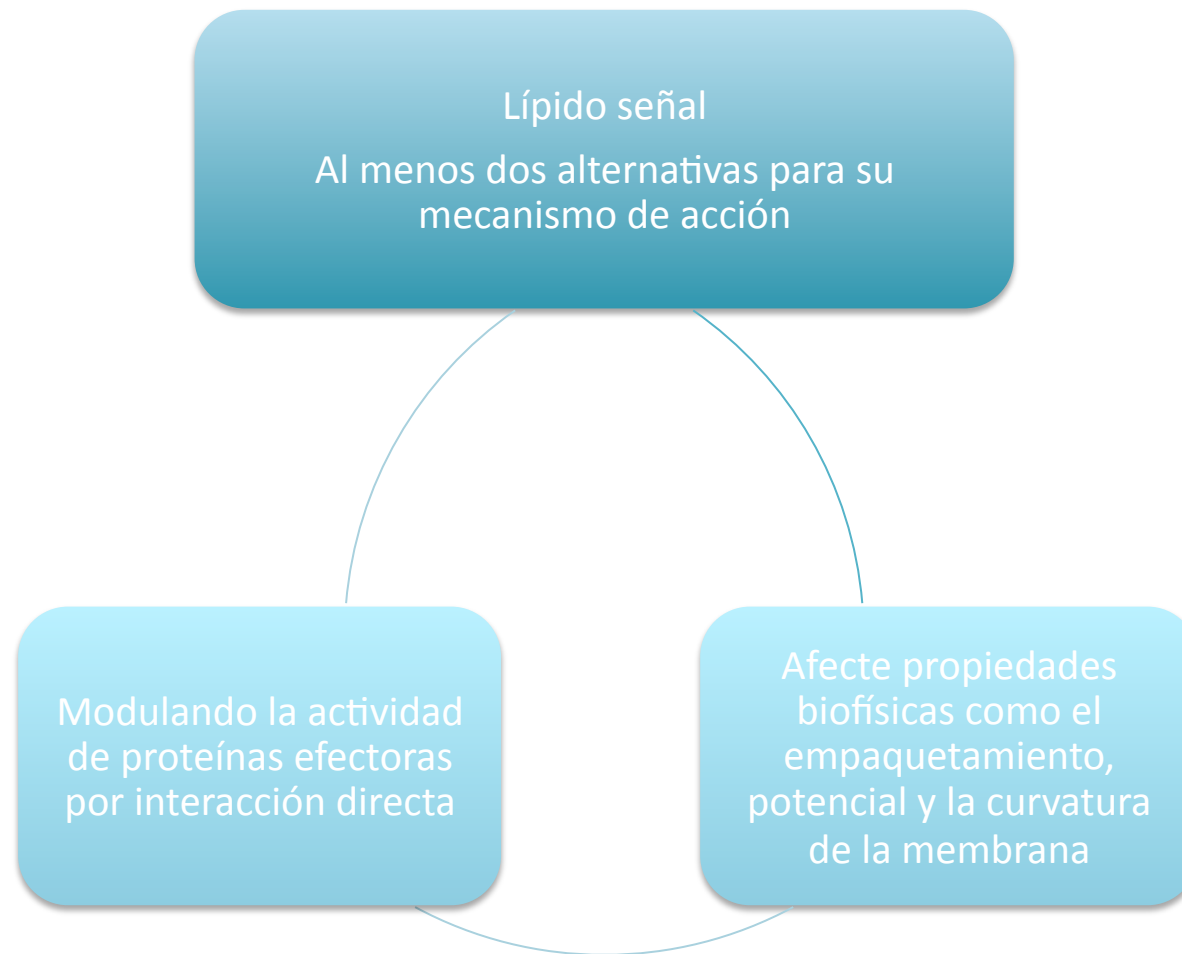 Lípido señal
Al menos dos alternativas para su
mecanismo de acción
Modulando la actividad
de proteínas efectoras
por interacción directa
Afecte propiedades
biofísicas como el
empaquetamiento,
potencial y la curvatura
de la membrana